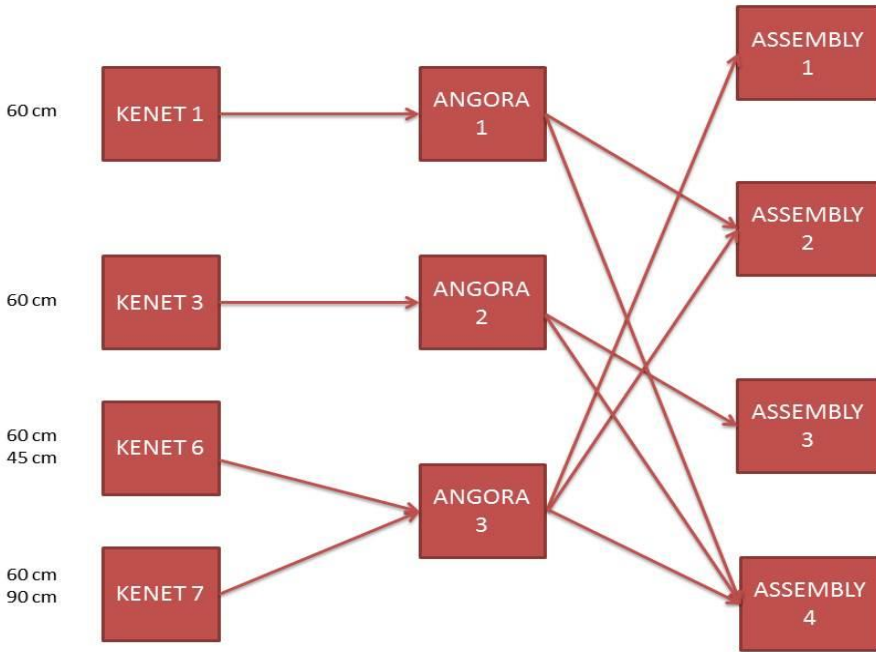 60 cm
KENET 1
ANGORA
1
ASSEMBLY
1
ASSEMBLY
2
60 cm
KENET 3
ANGORA
2
ASSEMBLY
3
60 cm
45 cm
KENET 6
ANGORA
3
60 cm
90 cm
KENET 7
ASSEMBLY
4